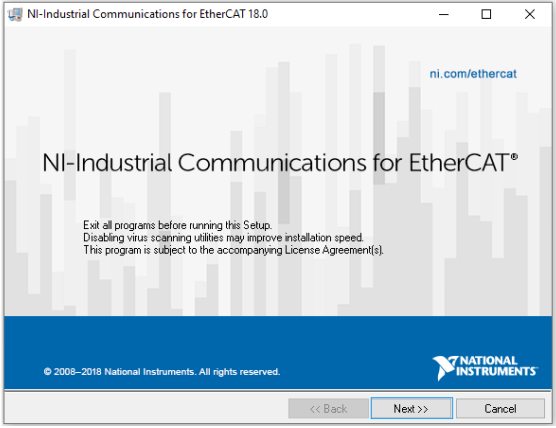 NI-Industrial Communications for EtherCAT 18.0
ni.com/ethercat
NI-Industrial Communications for EtherCAT®
Exit all programs before running this Setup.
Disabling virus scanning utilities may improve installation speed.
This program is subject to the accompanying License Agreement(s).
© 2008–2018 National Instruments. All rights reserved.
NATIONAL
INSTRUMENTS™
<< Back
Next >>
Cancel